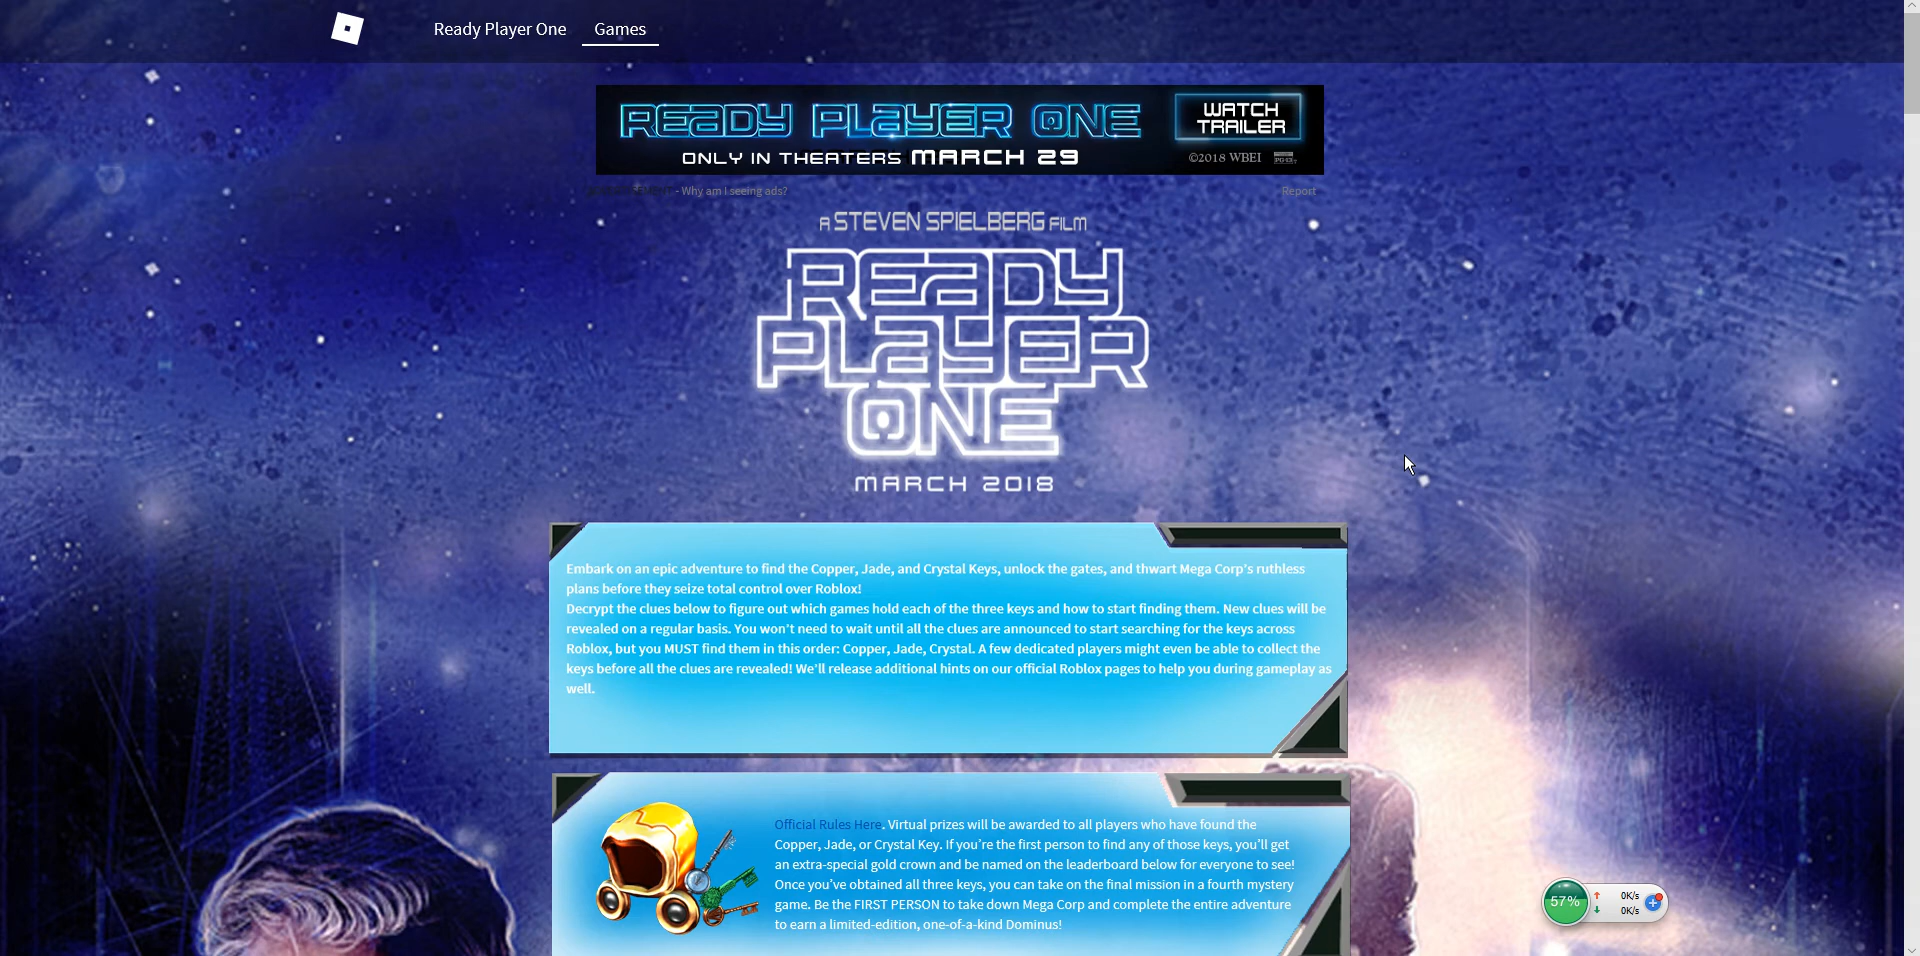 Ready Player One Games
READY PLAYER ONE
ONLY IN THEATERS MARCH 29
WATCH
TRAILER
©2018 WBEI
PG-13
- Why am I seeing ads?
Report
A STEVEN SPIELBERG FILM
READY
PLAYER
ONE
MARCH 2018
Embark on an epic adventure to find the Copper, Jade, and Crystal Keys, unlock the gates, and thwart Mega Corp's ruthless
plans before they seize total control over Roblox!
Decrypt the clues below to figure out which games hold each of the three keys and how to start finding them. New clues will be
revealed on a regular basis. You won't need to wait until all the clues are announced to start searching for the keys across
Roblox, but you MUST find them in this order: Copper, Jade, Crystal. A few dedicated players might even be able to collect the
keys before all the clues are revealed! We'll release additional hints on our official Roblox pages to help you during gameplay as
well.
Official Rules Here. Virtual prizes will be awarded to all players who have found the
Copper, Jade, or Crystal Key. If you're the first person to find any of those keys, you'll get
an extra-special gold crown and be named on the leaderboard below for everyone to see!
Once you've obtained all three keys, you can take on the final mission in a fourth mystery
game. Be the FIRST PERSON to take down Mega Corp and complete the entire adventure
to earn a limited-edition, one-of-a-kind Dominus!
57%
0K/s
0K/s